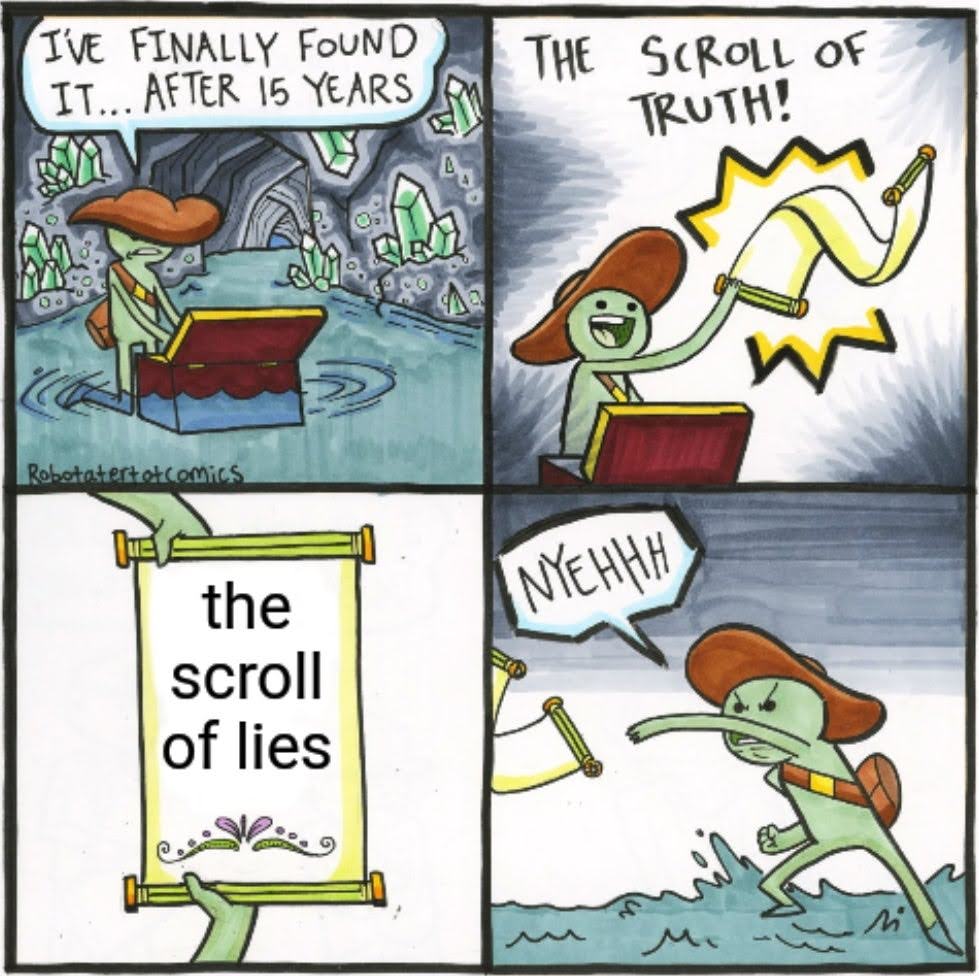 I'VE FINALLY FOUND
IT... AFTER 15 YEARS
THE SCROLL OF
TRUTH!
Robotatertotcomics
the
scroll
of lies
NYEHHH